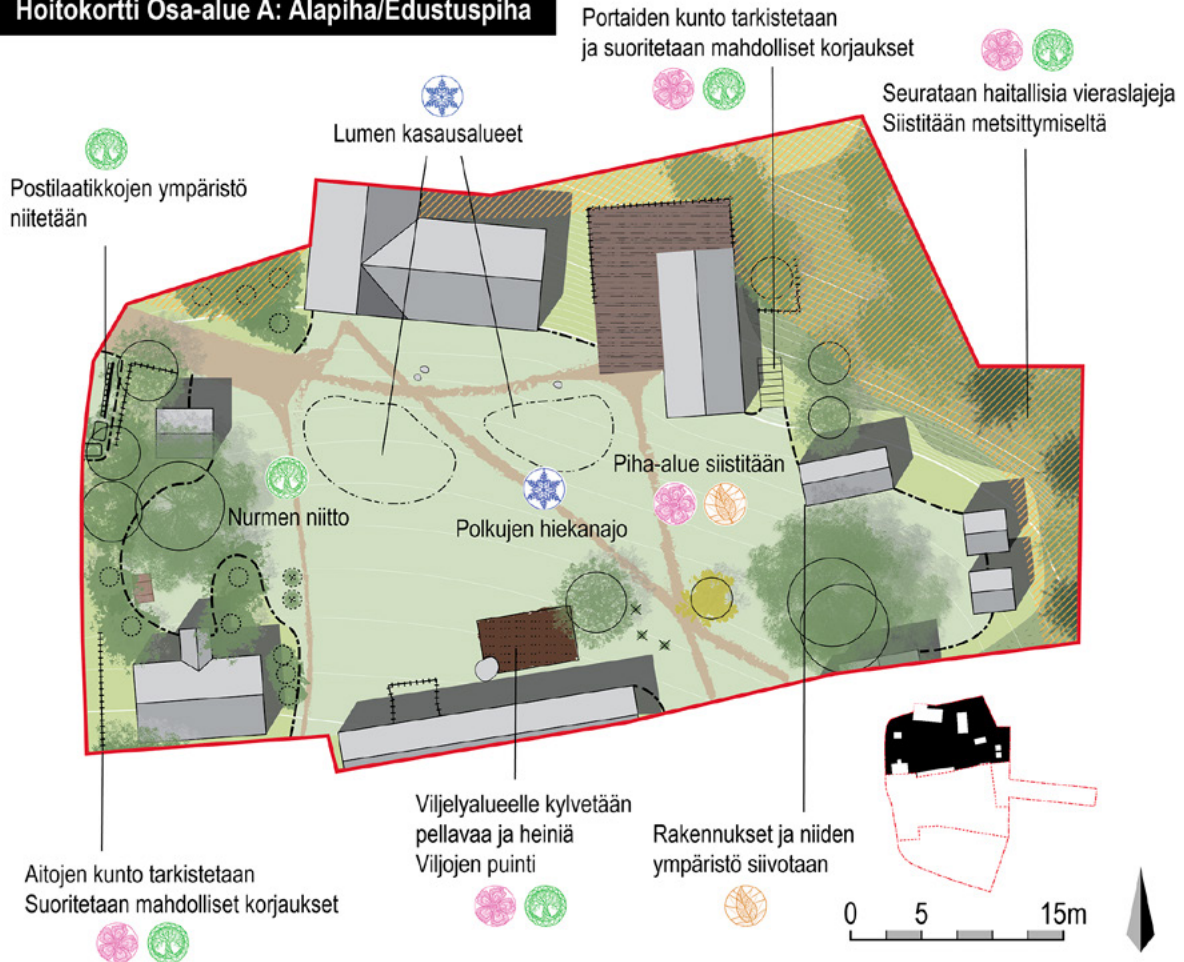 Hoitokortti Osa-alue A: Alapiha/Edustuspiha
Portaiden kunto tarkistetaan
ja suoritetaan mahdolliset korjaukset
Seurataan haitallisia vieraslajeja
Siistitään metsittymiseltä
Lumen kasausalueet
Postilaatikkojen ympäristö
niitetään
Piha-alue siistitään
Nurmen niitto
Polkujen hiekanajo
Viljelyalueelle kylvetään
pellavaa ja heiniä
Viljojen puinti
Rakennukset ja niiden
ympäristö siivotaan
Aitojen kunto tarkistetaan
Suoritetaan mahdolliset korjaukset
0 5 15m